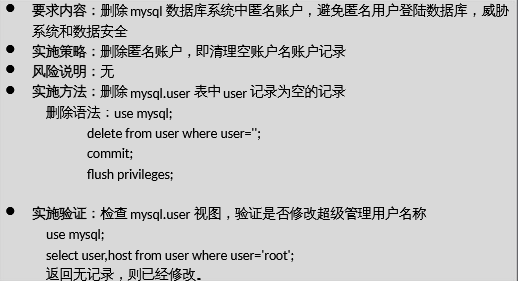 ● 要求内容：删除 mysql 数据库系统中匿名账户，避免匿名用户登陆数据库，威胁
系统和数据安全
● 实施策略：删除匿名账户，即清理空账户名账户记录
● 风险说明：无
● 实施方法：删除 mysql.user 表中 user 记录为空的记录
删除语法：use mysql;
delete from user where user='';
commit;
flush privileges;
● 实施验证：检查 mysql.user 视图，验证是否修改超级管理用户名称
use mysql;
select user,host from user where user='root';
返回无记录，则已经修改。